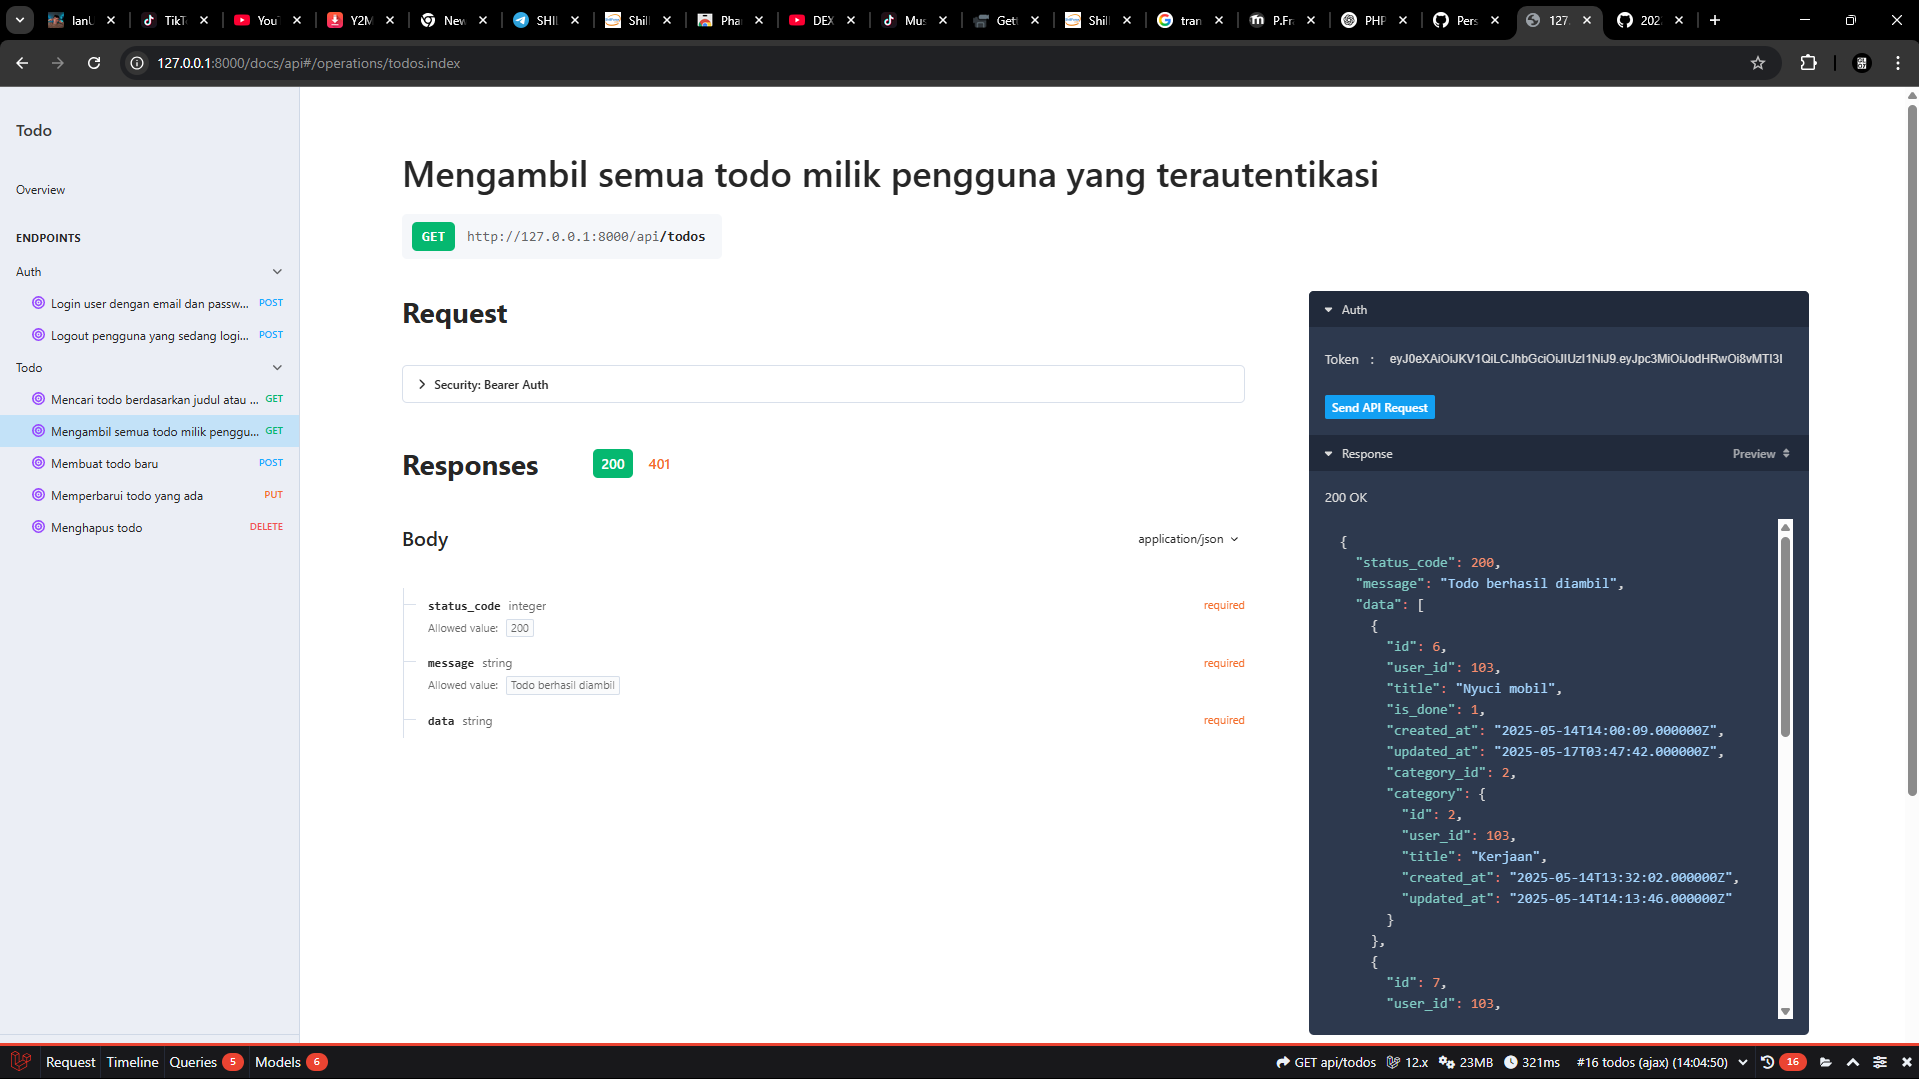 IanU
TikT
YouT
Y2M
New
SHII
Shill
Pha
DEX
Mus
Gett
Shill
tran
P.Fra
PHP
Pers
127.
202
127.0.0.1:8000/docs/api#/operations/todos.index
Todo
Overview
ENDPOINTS
Auth
Login user dengan email dan passw... POST
Logout pengguna yang sedang logi... POST
Todo
Mencari todo berdasarkan judul atau ... GET
Mengambil semua todo milik penggu... GET
Membuat todo baru POST
Memperbarui todo yang ada PUT
Menghapus todo DELETE
Mengambil semua todo milik pengguna yang terautentikasi
GET http://127.0.0.1:8000/api/todos
Request
Security: Bearer Auth
Responses 200 401
Body application/json
status_code integer required
Allowed value: 200
message string required
Allowed value: Todo berhasil diambil
data string required
Auth
Token : eyJ0eXAiOiJKV1QiLCJhbGciOiJIUzI1NiJ9.eyJpc3MiOiJodHRwOi8vMTI3I
Send API Request
Response Preview
200 OK
{
"status_code": 200,
"message": "Todo berhasil diambil",
"data": [
{
"id": 6,
"user_id": 103,
"title": "Nyuci mobil",
"is_done": 1,
"created_at": "2025-05-14T14:00:09.000000Z",
"updated_at": "2025-05-17T03:47:42.000000Z",
"category_id": 2,
"category": {
"id": 2,
"user_id": 103,
"title": "Kerjaan",
"created_at": "2025-05-14T13:32:02.000000Z",
"updated_at": "2025-05-14T14:13:46.000000Z"
}
},
{
"id": 7,
"user_id": 103,
Request Timeline Queries 5 Models 6 GET api/todos 12.x 23MB 321ms #16 todos (ajax) (14:04:50) 16